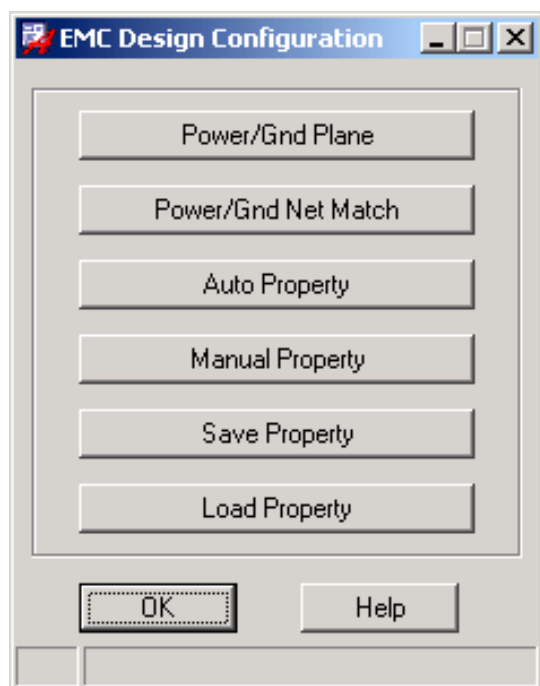 EMC Design Configuration
Power/Gnd Plane
Power/Gnd Net Match
Auto Property
Manual Property
Save Property
Load Property
OK Help